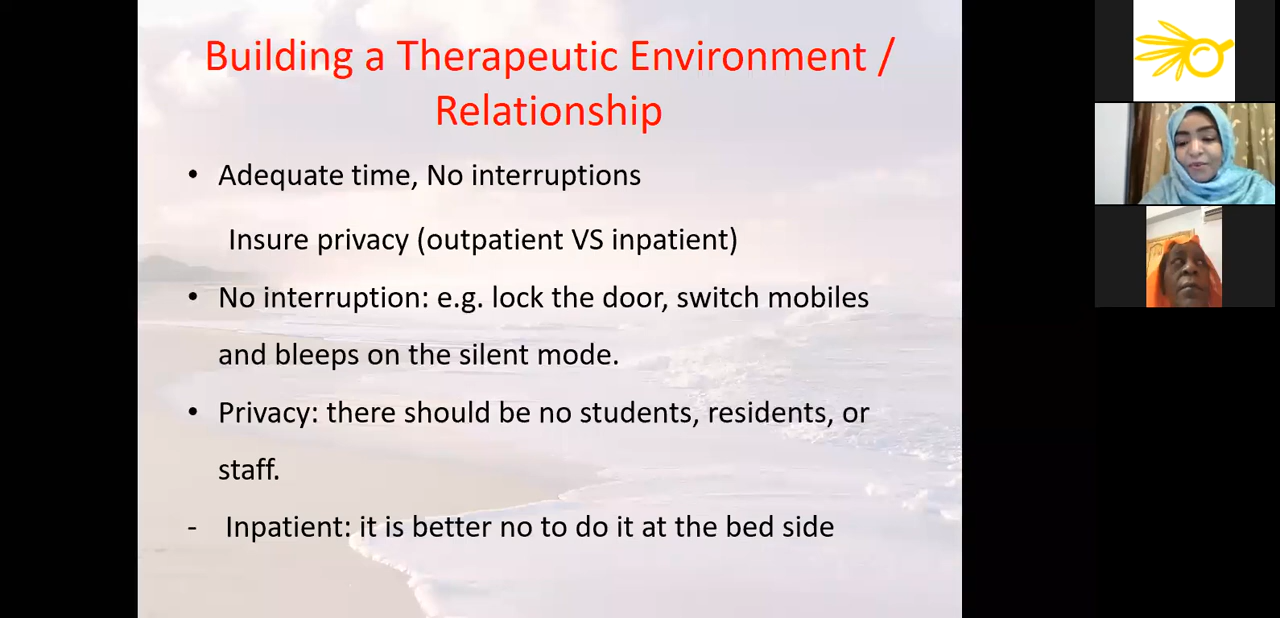 Building a Therapeutic Environment /
Relationship
• Adequate time, No interruptions
Insure privacy (outpatient VS inpatient)
• No interruption: e.g. lock the door, switch mobiles
and bleeps on the silent mode.
• Privacy: there should be no students, residents, or
staff.
- Inpatient: it is better no to do it at the bed side